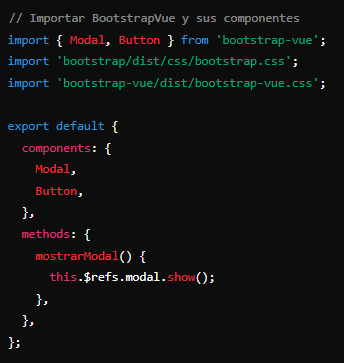 // Importar BootstrapVue y sus componentes
import { Modal, Button } from 'bootstrap-vue';
import 'bootstrap/dist/css/bootstrap.css';
import 'bootstrap-vue/dist/bootstrap-vue.css';

export default {
  components: {
    Modal,
    Button,
  },
  methods: {
    mostrarModal() {
      this.$refs.modal.show();
    },
  },
};